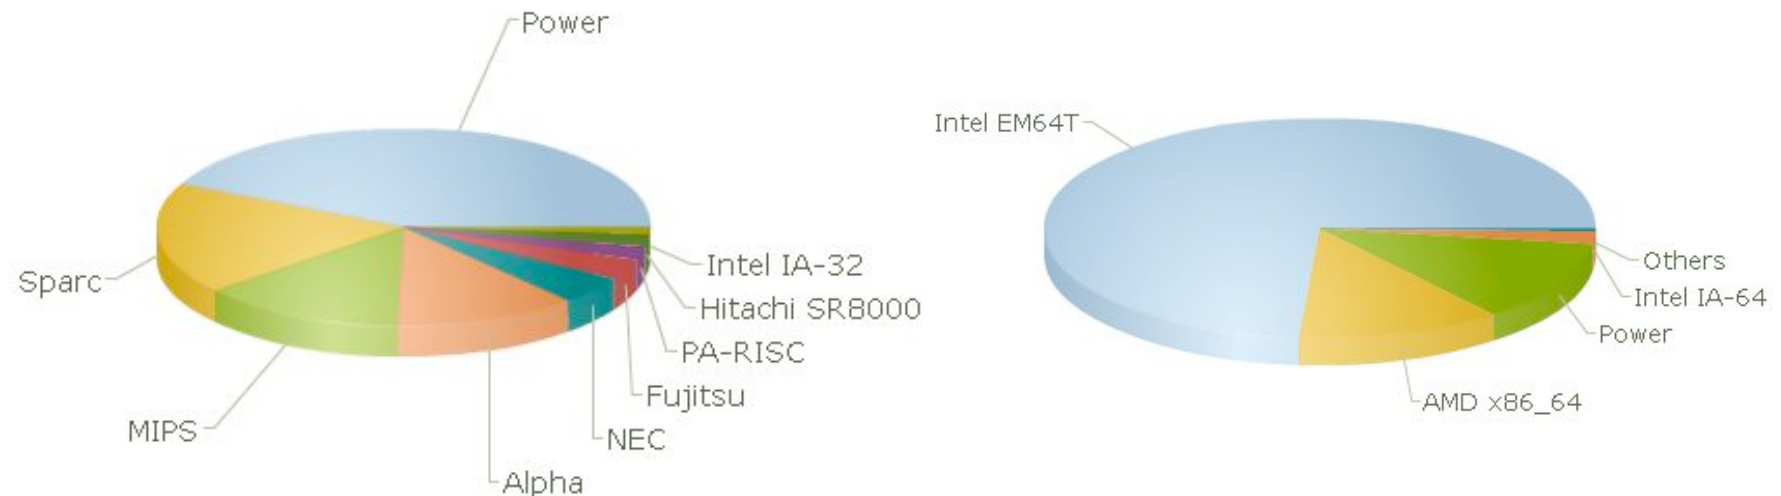 Power
Sparc
MIPS
Alpha
NEC
Fujitsu
PA-RISC
Hitachi SR8000
Intel IA-32
Intel EM64T
Others
Intel IA-64
Power
AMD x86_64